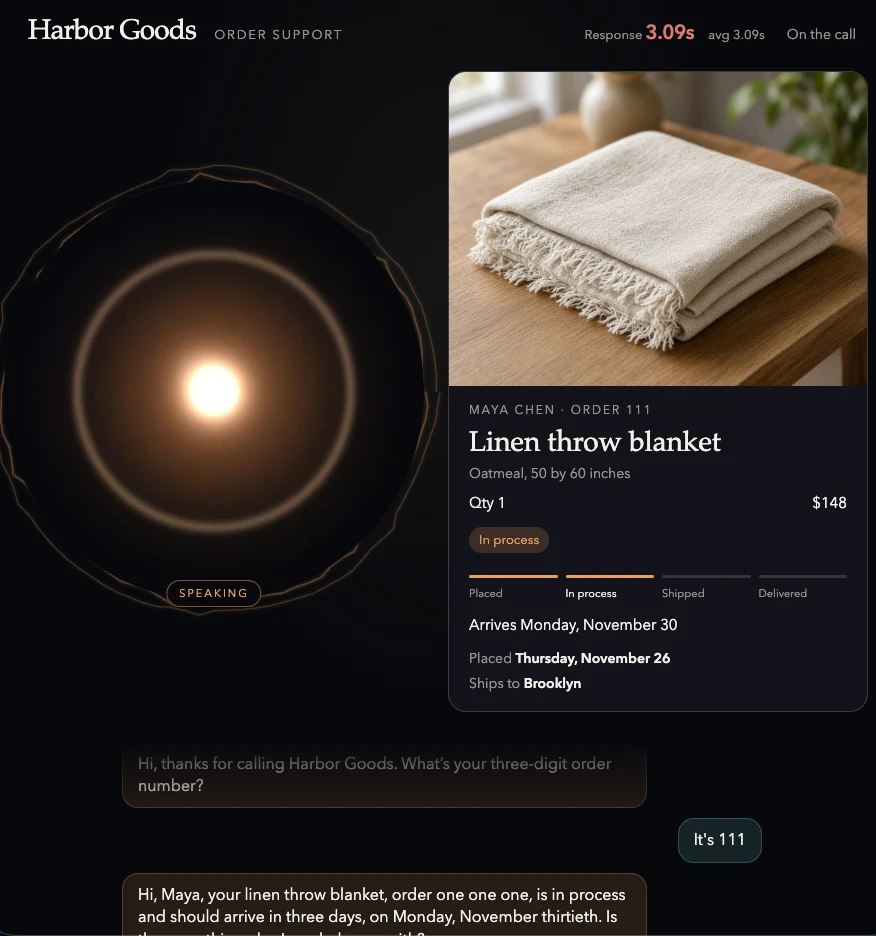 Harbor Goods ORDER SUPPORT
Response 3.09s avg 3.09s On the call
MAYA CHEN · ORDER 111
Linen throw blanket
Oatmeal, 50 by 60 inches
Qty 1 $148
In process
Placed In process Shipped Delivered
Arrives Monday, November 30
Placed Thursday, November 26
Ships to Brooklyn
SPEAKING
Hi, thanks for calling Harbor Goods. What's your three-digit order
number?
It's 111
Hi, Maya, your linen throw blanket, order one one one, is in process
and should arrive in three days, on Monday, November thirtieth. Is